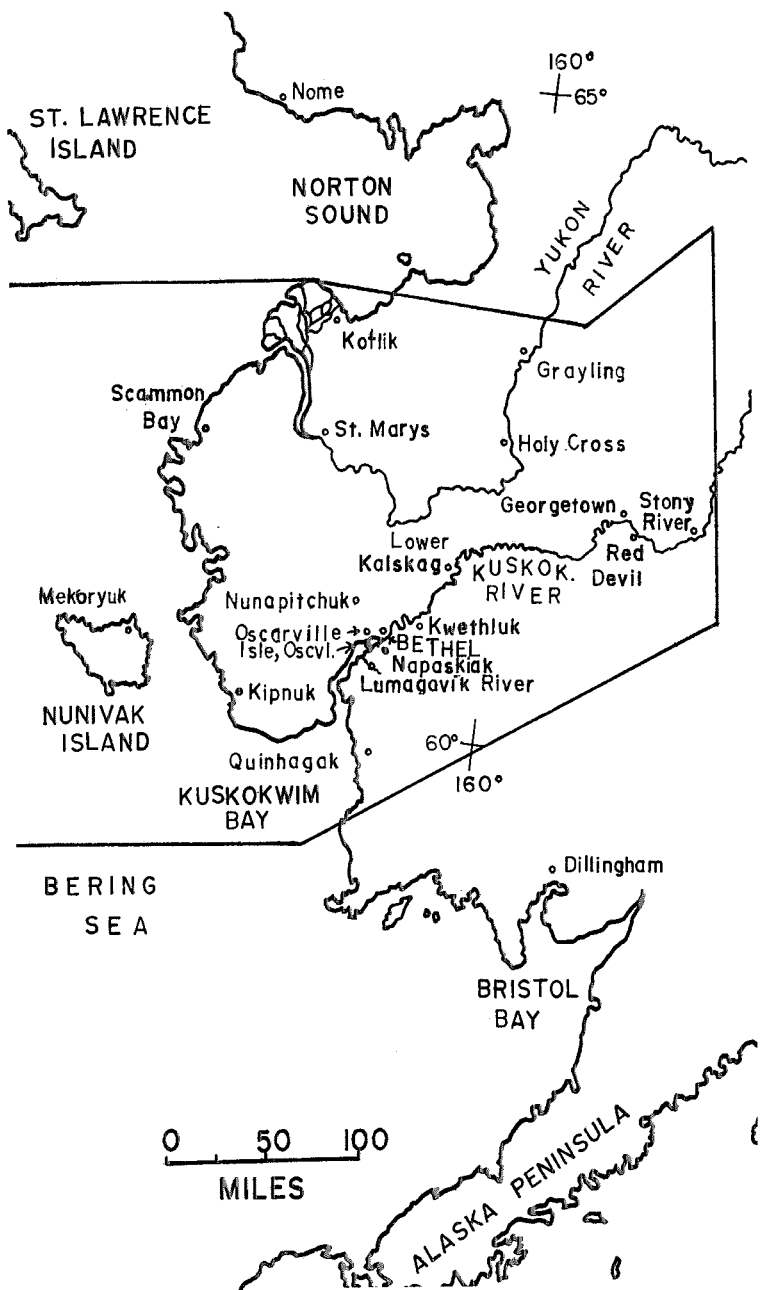 160°
65°
Nome
ST. LAWRENCE
ISLAND
NORTON
SOUND
YUKON
RIVER
Kotlik
Grayling
Scammon
Bay
St. Marys
Holy Cross
Georgetown
Stony
River
Lower
Kalskag
KUSKOK.
RIVER
Red
Devil
Mekoryuk
Nunapitchuk
Oscarville
Isle, Oscvl.
Kwethluk
BETHEL
Napaskiak
Lumagavik River
Kipnuk
NUNIVAK
ISLAND
Quinhagak
60°
160°
KUSKOKWIM
BAY
Dillingham
BERING
SEA
BRISTOL
BAY
0 50 100
MILES
ALASKA PENINSULA